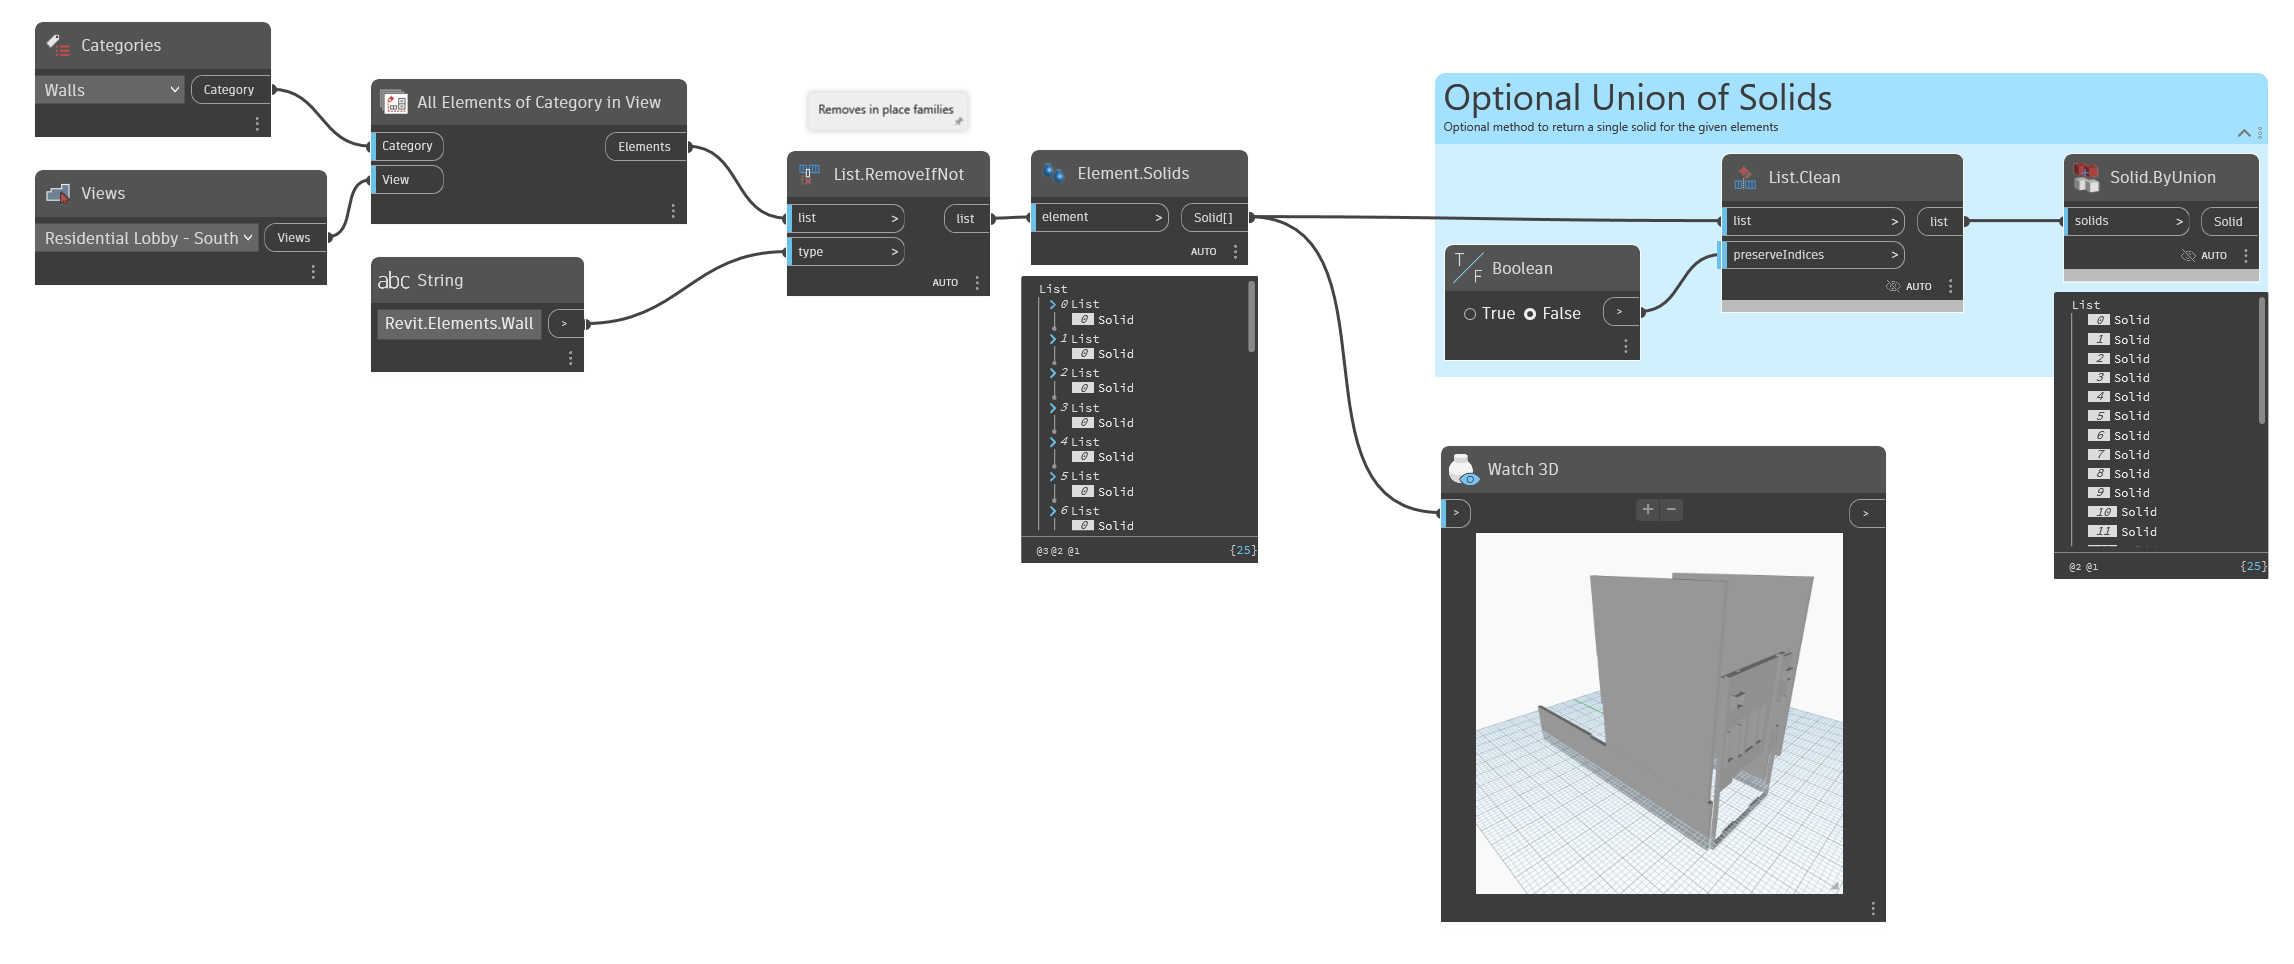 Categories
Walls
Category
Views
Residential Lobby - South
Views
All Elements of Category in View
Category
Elements
View
abc String
Revit.Elements.Wall
>
Removes in place families
List.RemoveIfNot
list >
list
type >
AUTO
Element.Solids
element >
Solid[]
AUTO
List
0 List
0 Solid
1 List
0 Solid
2 List
0 Solid
3 List
0 Solid
4 List
0 Solid
5 List
0 Solid
6 List
0 Solid
@3 @2 @1
{25}
Optional Union of Solids
Optional method to return a single solid for the given elements
T/F Boolean
True False
>
List.Clean
list >
list
preserveIndices >
AUTO
Solid.ByUnion
solids >
Solid
AUTO
List
0 Solid
1 Solid
2 Solid
3 Solid
4 Solid
5 Solid
6 Solid
7 Solid
8 Solid
9 Solid
10 Solid
11 Solid
@2 @1
{25}
Watch 3D
>
+ −
>